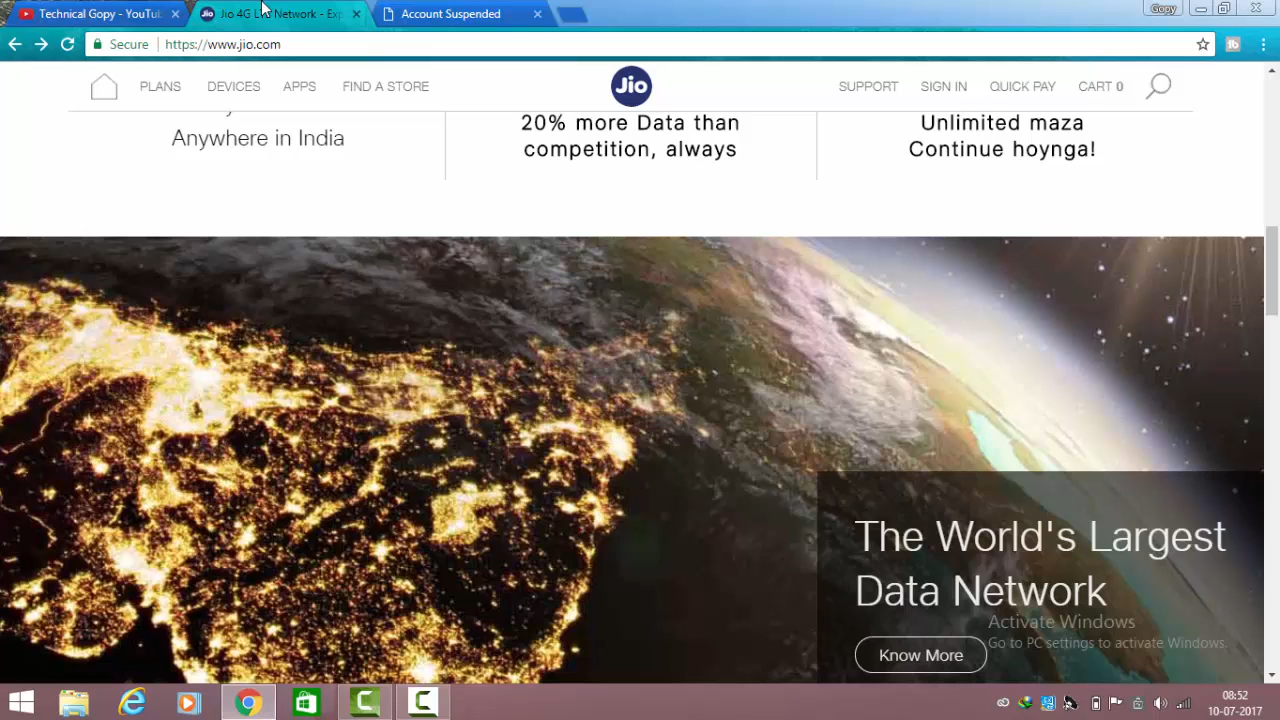 Technical Gopy - YouTu
Jio 4G LTE Network - Exp
Account Suspended
Gopy
Secure
https://www.jio.com
PLANS
DEVICES
APPS
FIND A STORE
Jio
SUPPORT
SIGN IN
QUICK PAY
CART 0
Anywhere in India
20% more Data than
competition, always
Unlimited maza
Continue hoynga!
The World's Largest
Data Network
Know More
Activate Windows
Go to PC settings to activate Windows.
08:52
10-07-2017